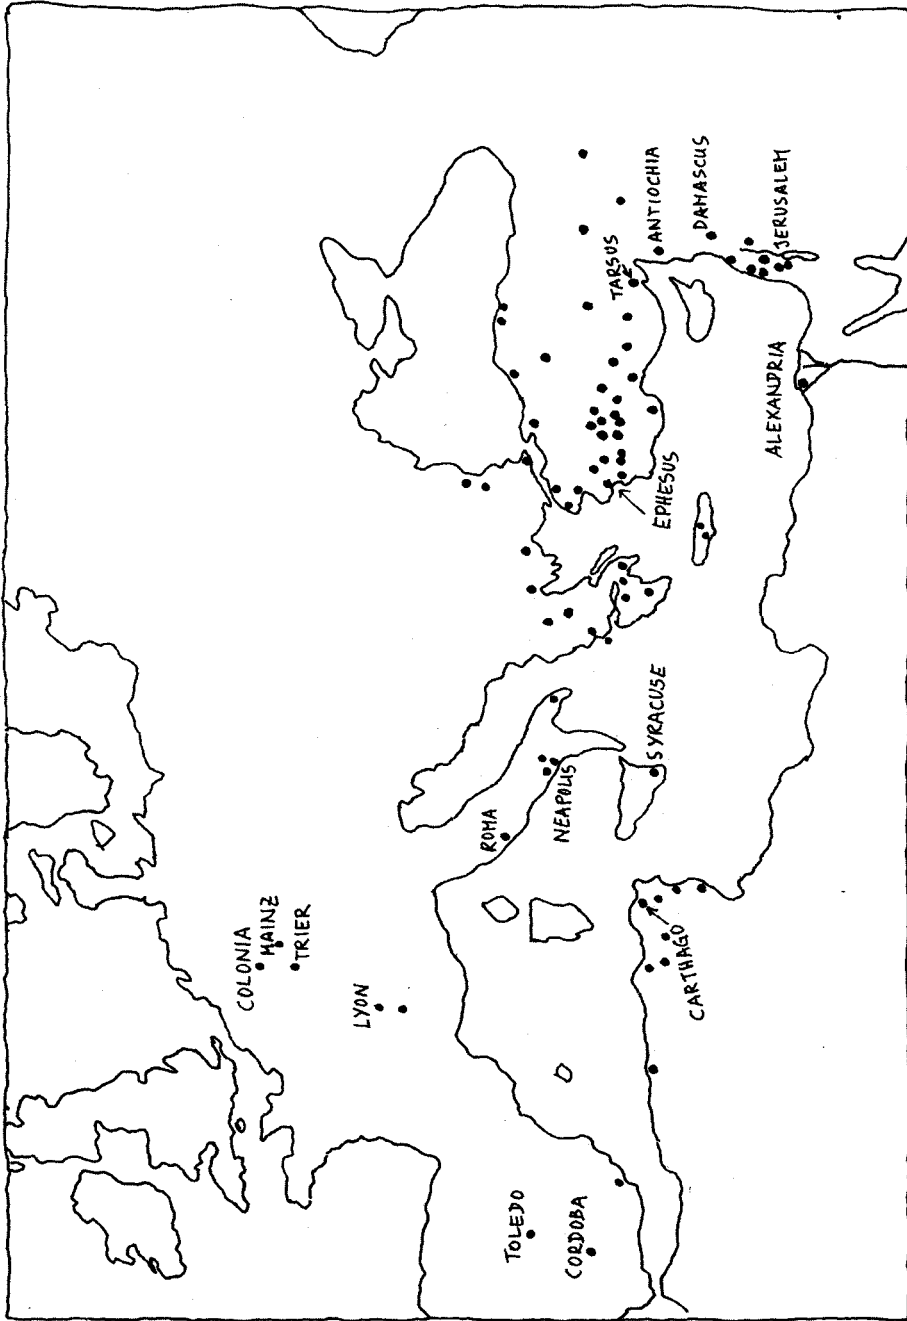 COLONIA
MAINZ
TRIER
LYON
TOLEDO
CORDOBA
ROMA
NEAPOLIS
SYRACUSE
CARTHAGO
EPHESUS
TARSUS
ANTIOCHIA
DAMASCUS
JERUSALEM
ALEXANDRIA